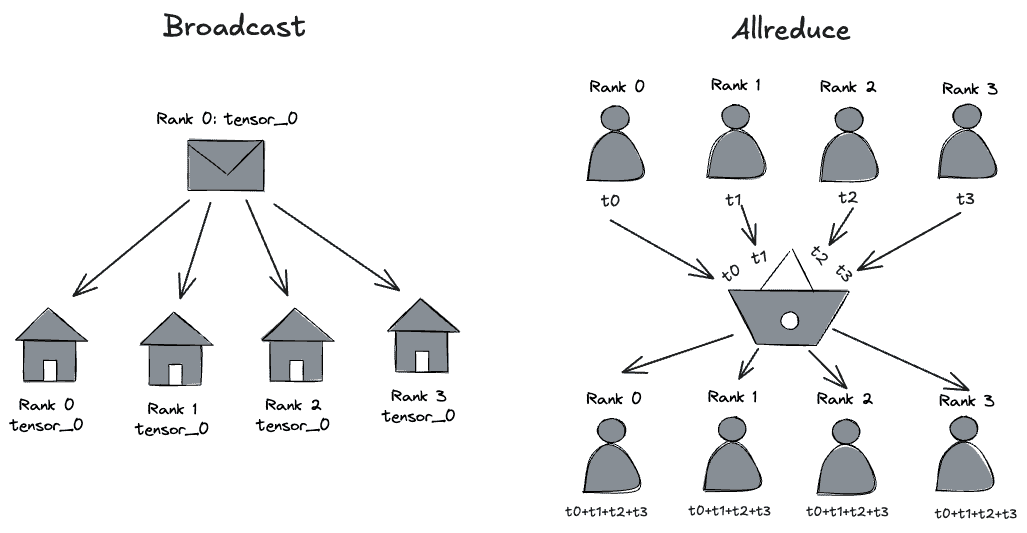 Broadcast
Rank 0: tensor_0
Rank 0
tensor_0
Rank 1
tensor_0
Rank 2
tensor_0
Rank 3
tensor_0
Allreduce
Rank 0
Rank 1
Rank 2
Rank 3
t0
t1
t2
t3
t0
t1
t2
t3
Rank 0
Rank 1
Rank 2
Rank 3
t0+t1+t2+t3
t0+t1+t2+t3
t0+t1+t2+t3
t0+t1+t2+t3